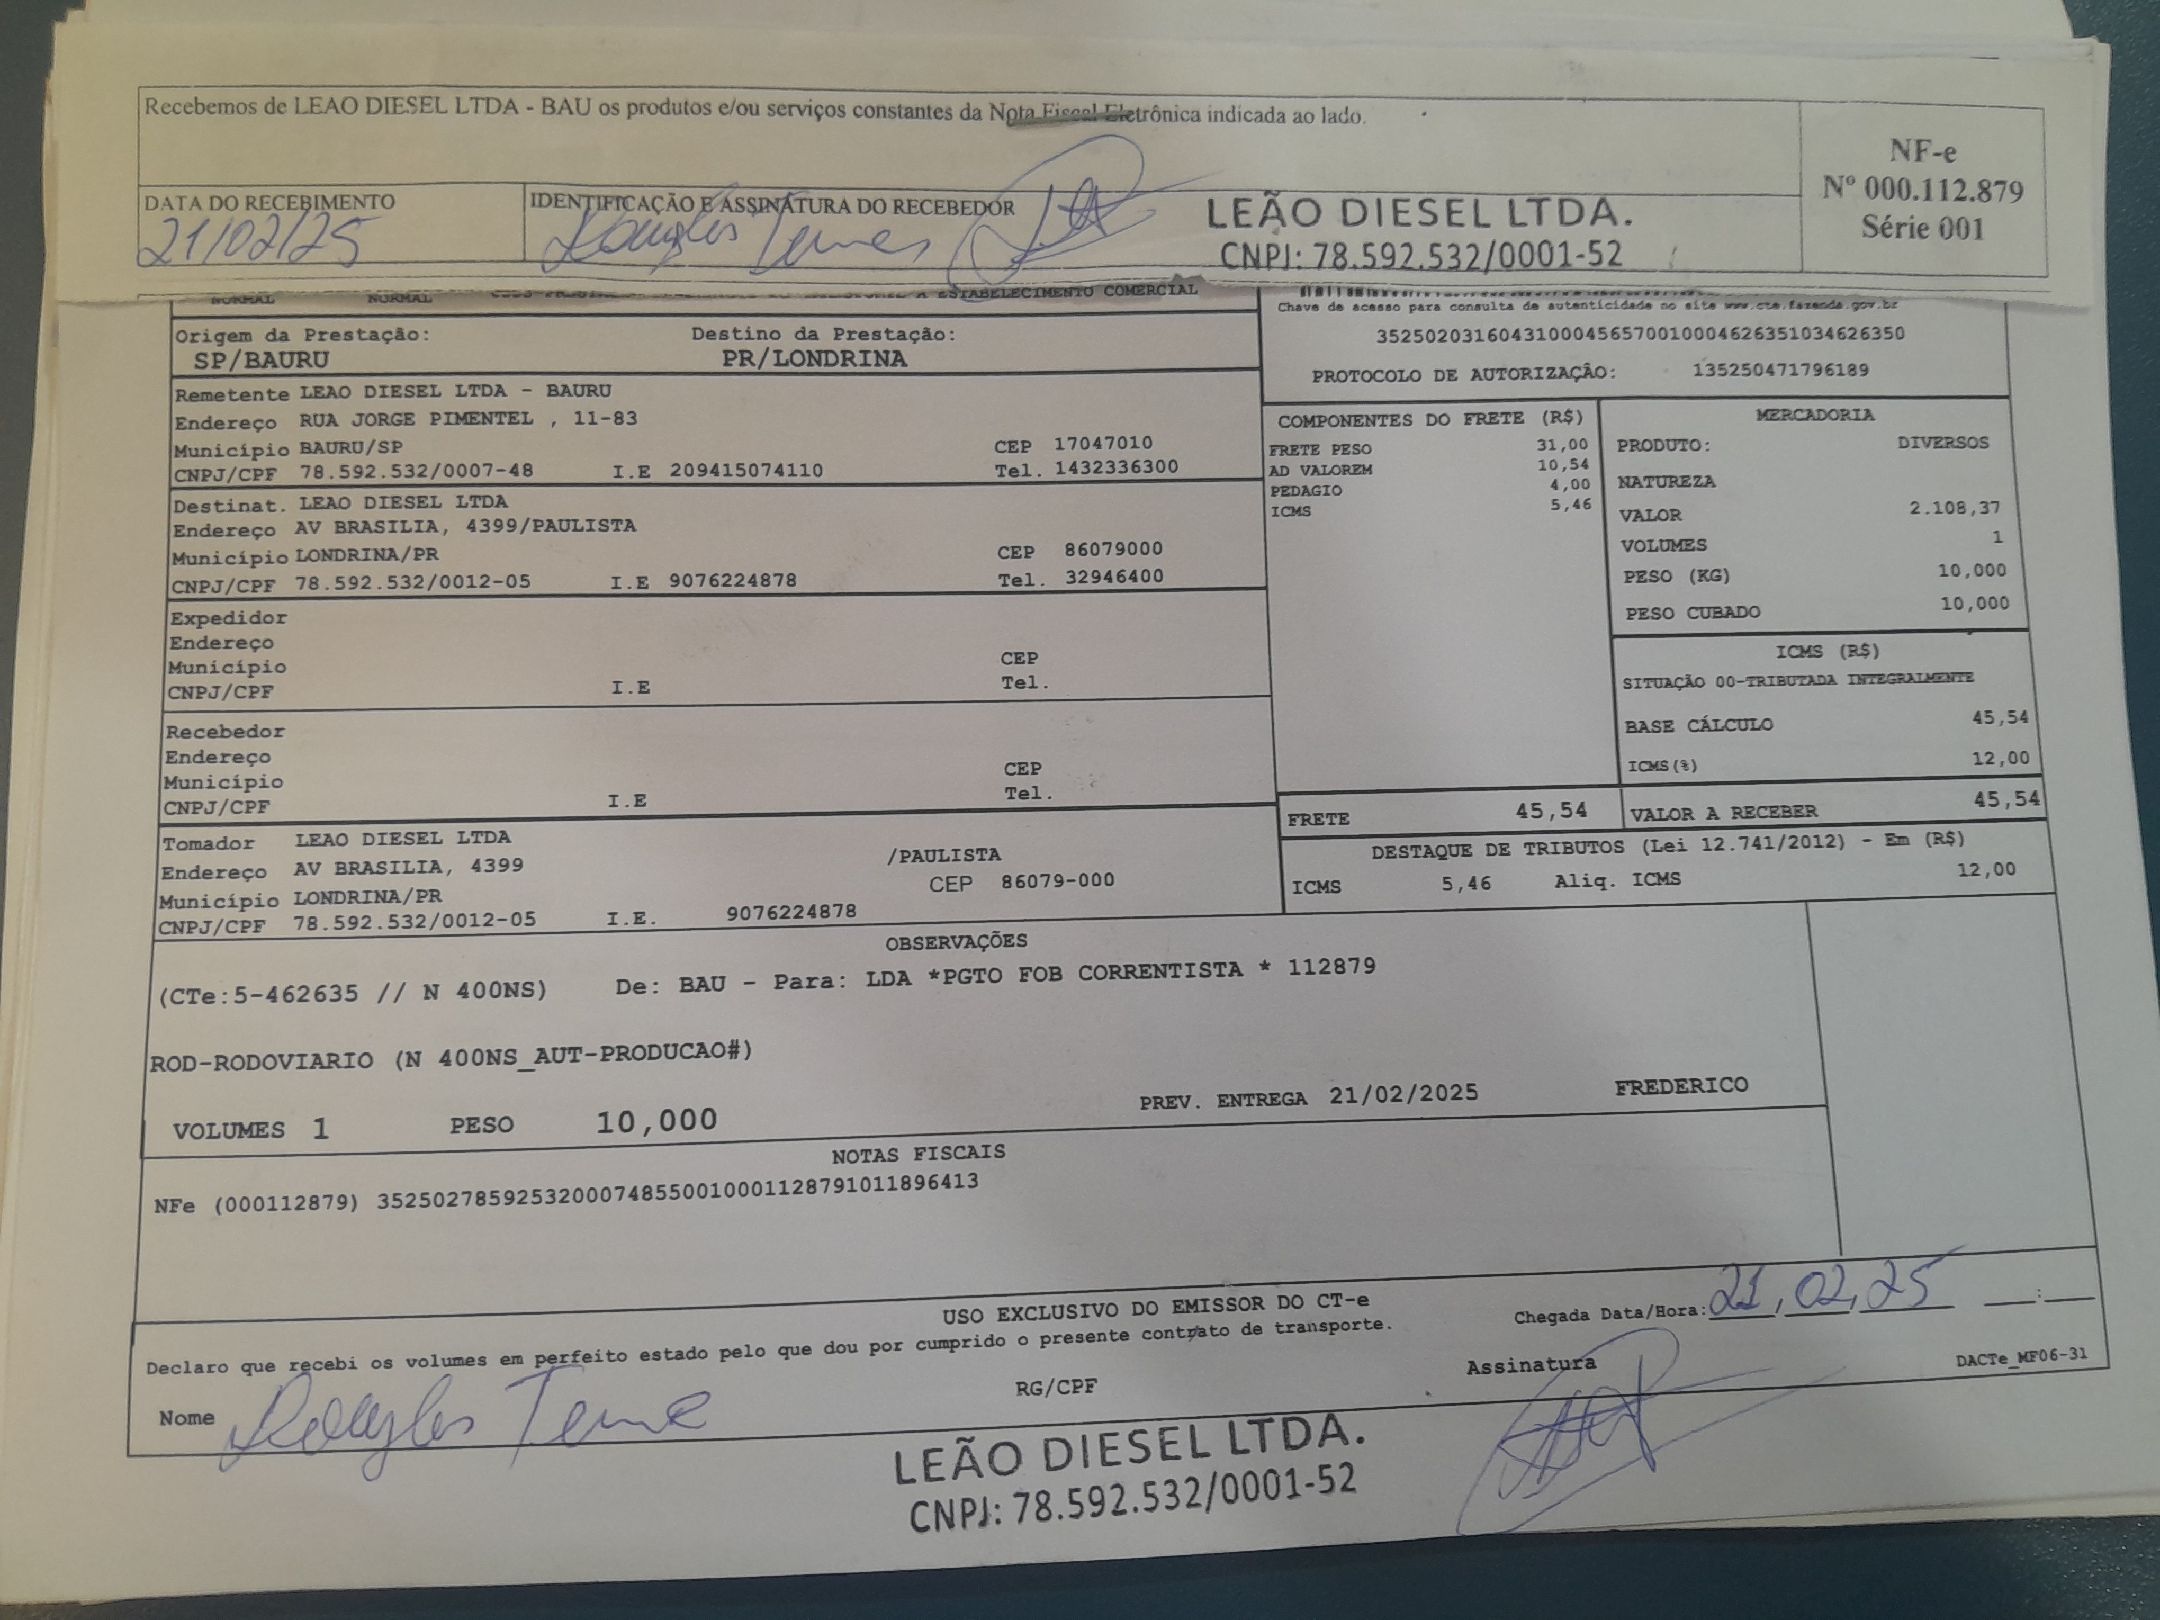 Recebemos de LEAO DIESEL LTDA - BAU os produtos e/ou serviços constantes da Nota Fiscal Eletrônica indicada ao lado.
NF-e
Nº 000.112.879
Série 001
DATA DO RECEBIMENTO
21/02/25
IDENTIFICAÇÃO E ASSINATURA DO RECEBEDOR
Douglas
LEÃO DIESEL LTDA.
CNPJ: 78.592.532/0001-52
NORMAL NORMAL A ESTABELECIMENTO COMERCIAL
Chave de acesso para consulta de autenticidade no site www.cte.fazenda.gov.br
35250203160431000456570010004626351034626350
PROTOCOLO DE AUTORIZAÇÃO: 135250471796189
Origem da Prestação: Destino da Prestação:
SP/BAURU PR/LONDRINA
Remetente LEAO DIESEL LTDA - BAURU
Endereço RUA JORGE PIMENTEL , 11-83
Município BAURU/SP CEP 17047010
CNPJ/CPF 78.592.532/0007-48 I.E 209415074110 Tel. 1432336300
Destinat. LEAO DIESEL LTDA
Endereço AV BRASILIA, 4399/PAULISTA
Município LONDRINA/PR CEP 86079000
CNPJ/CPF 78.592.532/0012-05 I.E 9076224878 Tel. 32946400
Expedidor
Endereço
Município CEP
CNPJ/CPF I.E Tel.
Recebedor
Endereço
Município CEP
CNPJ/CPF I.E Tel.
Tomador LEAO DIESEL LTDA
Endereço AV BRASILIA, 4399 /PAULISTA
Município LONDRINA/PR CEP 86079-000
CNPJ/CPF 78.592.532/0012-05 I.E. 9076224878
COMPONENTES DO FRETE (R$)
FRETE PESO 31,00
AD VALOREM 10,54
PEDAGIO 4,00
ICMS 5,46
MERCADORIA
PRODUTO: DIVERSOS
NATUREZA
VALOR 2.108,37
VOLUMES 1
PESO (KG) 10,000
PESO CUBADO 10,000
ICMS (R$)
SITUAÇÃO 00-TRIBUTADA INTEGRALMENTE
BASE CÁLCULO 45,54
ICMS(%) 12,00
FRETE 45,54 VALOR A RECEBER 45,54
DESTAQUE DE TRIBUTOS (Lei 12.741/2012) - Em (R$)
ICMS 5,46 Aliq. ICMS 12,00
OBSERVAÇÕES
(CTe:5-462635 // N 400NS) De: BAU - Para: LDA *PGTO FOB CORRENTISTA * 112879
ROD-RODOVIARIO (N 400NS_AUT-PRODUCAO#)
PREV. ENTREGA 21/02/2025 FREDERICO
VOLUMES 1 PESO 10,000
NOTAS FISCAIS
NFe (000112879) 35250278592532000748550010001128791011896413
USO EXCLUSIVO DO EMISSOR DO CT-e
Declaro que recebi os volumes em perfeito estado pelo que dou por cumprido o presente contrato de transporte.
Chegada Data/Hora: 21, 02, 25 __:__
Nome Douglas
RG/CPF
Assinatura
DACTe_MF06-31
LEÃO DIESEL LTDA.
CNPJ: 78.592.532/0001-52